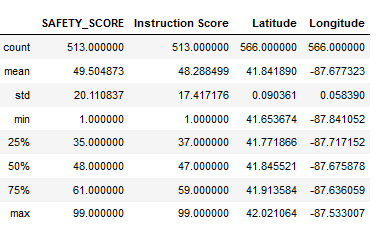 SAFETY_SCORE Instruction Score Latitude Longitude
count 513.000000 513.000000 566.000000 566.000000
mean 49.504873 48.288499 41.841890 -87.677323
std 20.110837 17.417176 0.090361 0.058390
min 1.000000 1.000000 41.653674 -87.841052
25% 35.000000 37.000000 41.771866 -87.717152
50% 48.000000 47.000000 41.845521 -87.675878
75% 61.000000 59.000000 41.913584 -87.636059
max 99.000000 99.000000 42.021064 -87.533007